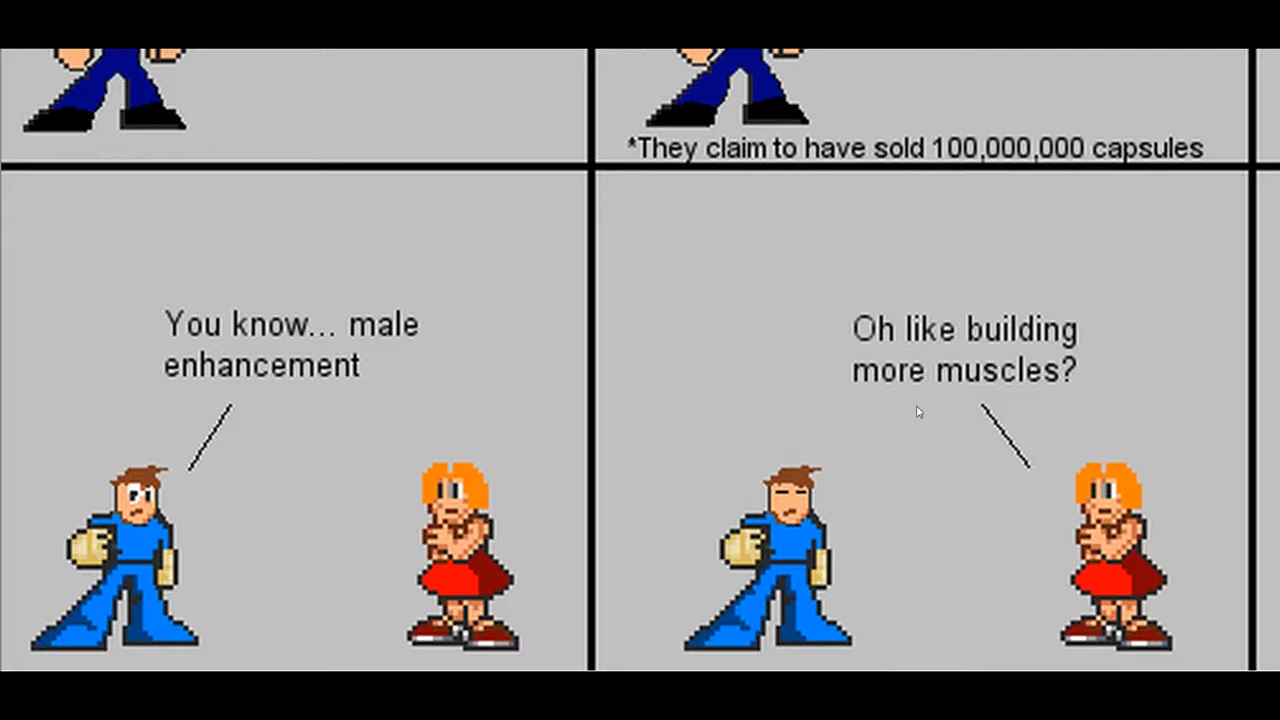 *They claim to have sold 100,000,000 capsules
You know... male
enhancement
Oh like building
more muscles?